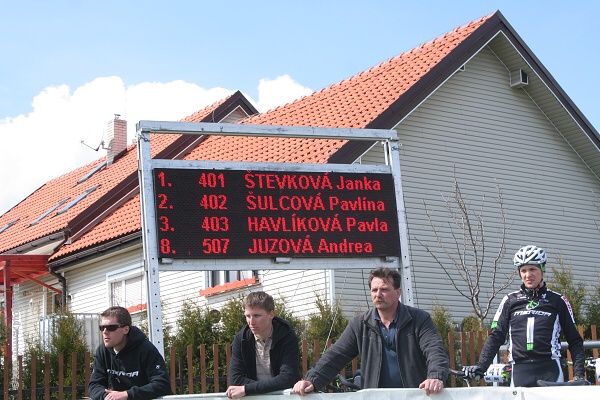 1. 401 ŠTEVKOVÁ Janka
2. 402 ŠULCOVÁ Pavlína
3. 403 HAVLÍKOVÁ Pavla
8. 507 JUZOVÁ Andrea